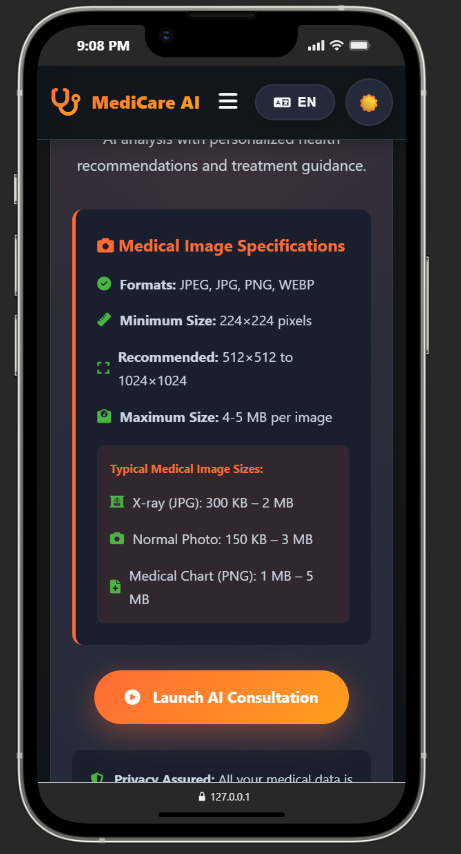 9:08 PM
MediCare AI
EN
AI analysis with personalized health
recommendations and treatment guidance.
Medical Image Specifications
Formats: JPEG, JPG, PNG, WEBP
Minimum Size: 224×224 pixels
Recommended: 512×512 to
1024×1024
Maximum Size: 4-5 MB per image
Typical Medical Image Sizes:
X-ray (JPG): 300 KB – 2 MB
Normal Photo: 150 KB – 3 MB
Medical Chart (PNG): 1 MB – 5
MB
Launch AI Consultation
Privacy Assured: All your medical data is
127.0.0.1